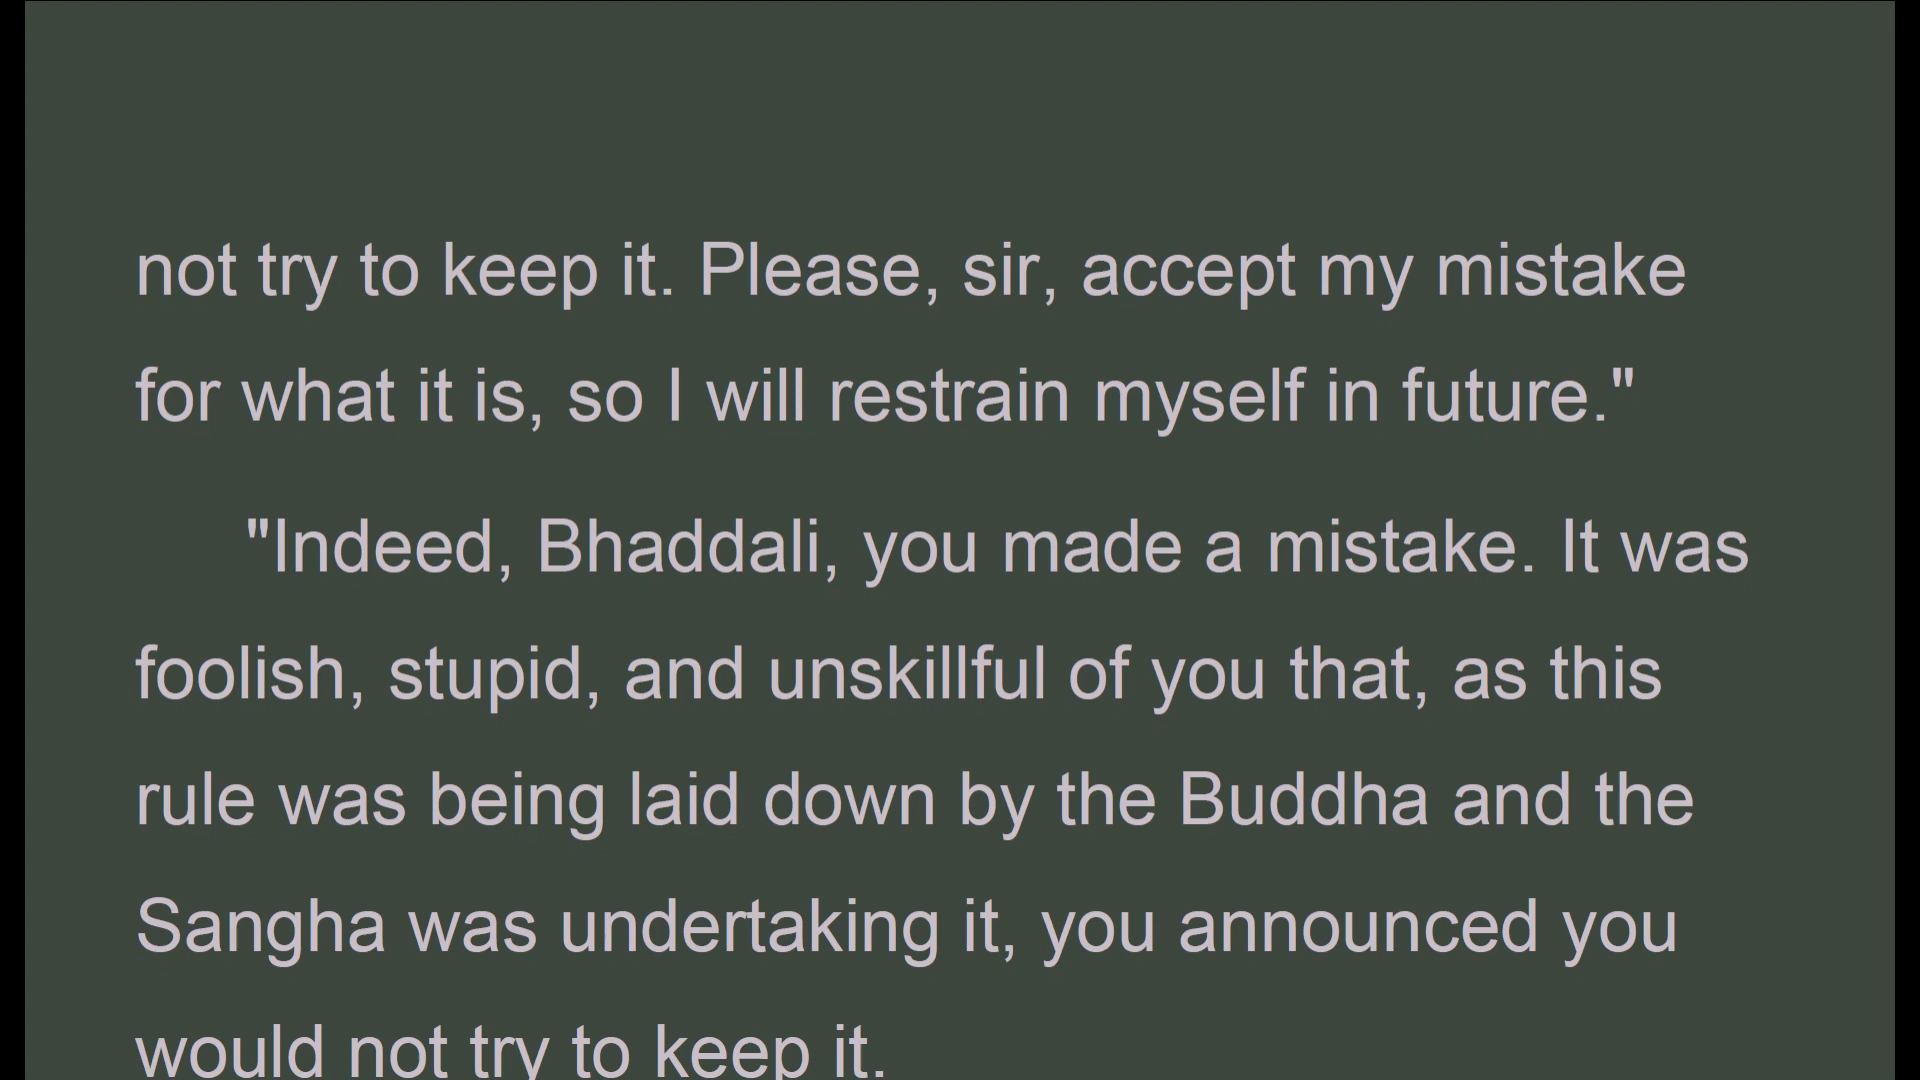 not try to keep it. Please, sir, accept my mistake
for what it is, so I will restrain myself in future."
"Indeed, Bhaddali, you made a mistake. It was
foolish, stupid, and unskillful of you that, as this
rule was being laid down by the Buddha and the
Sangha was undertaking it, you announced you
would not try to keep it.